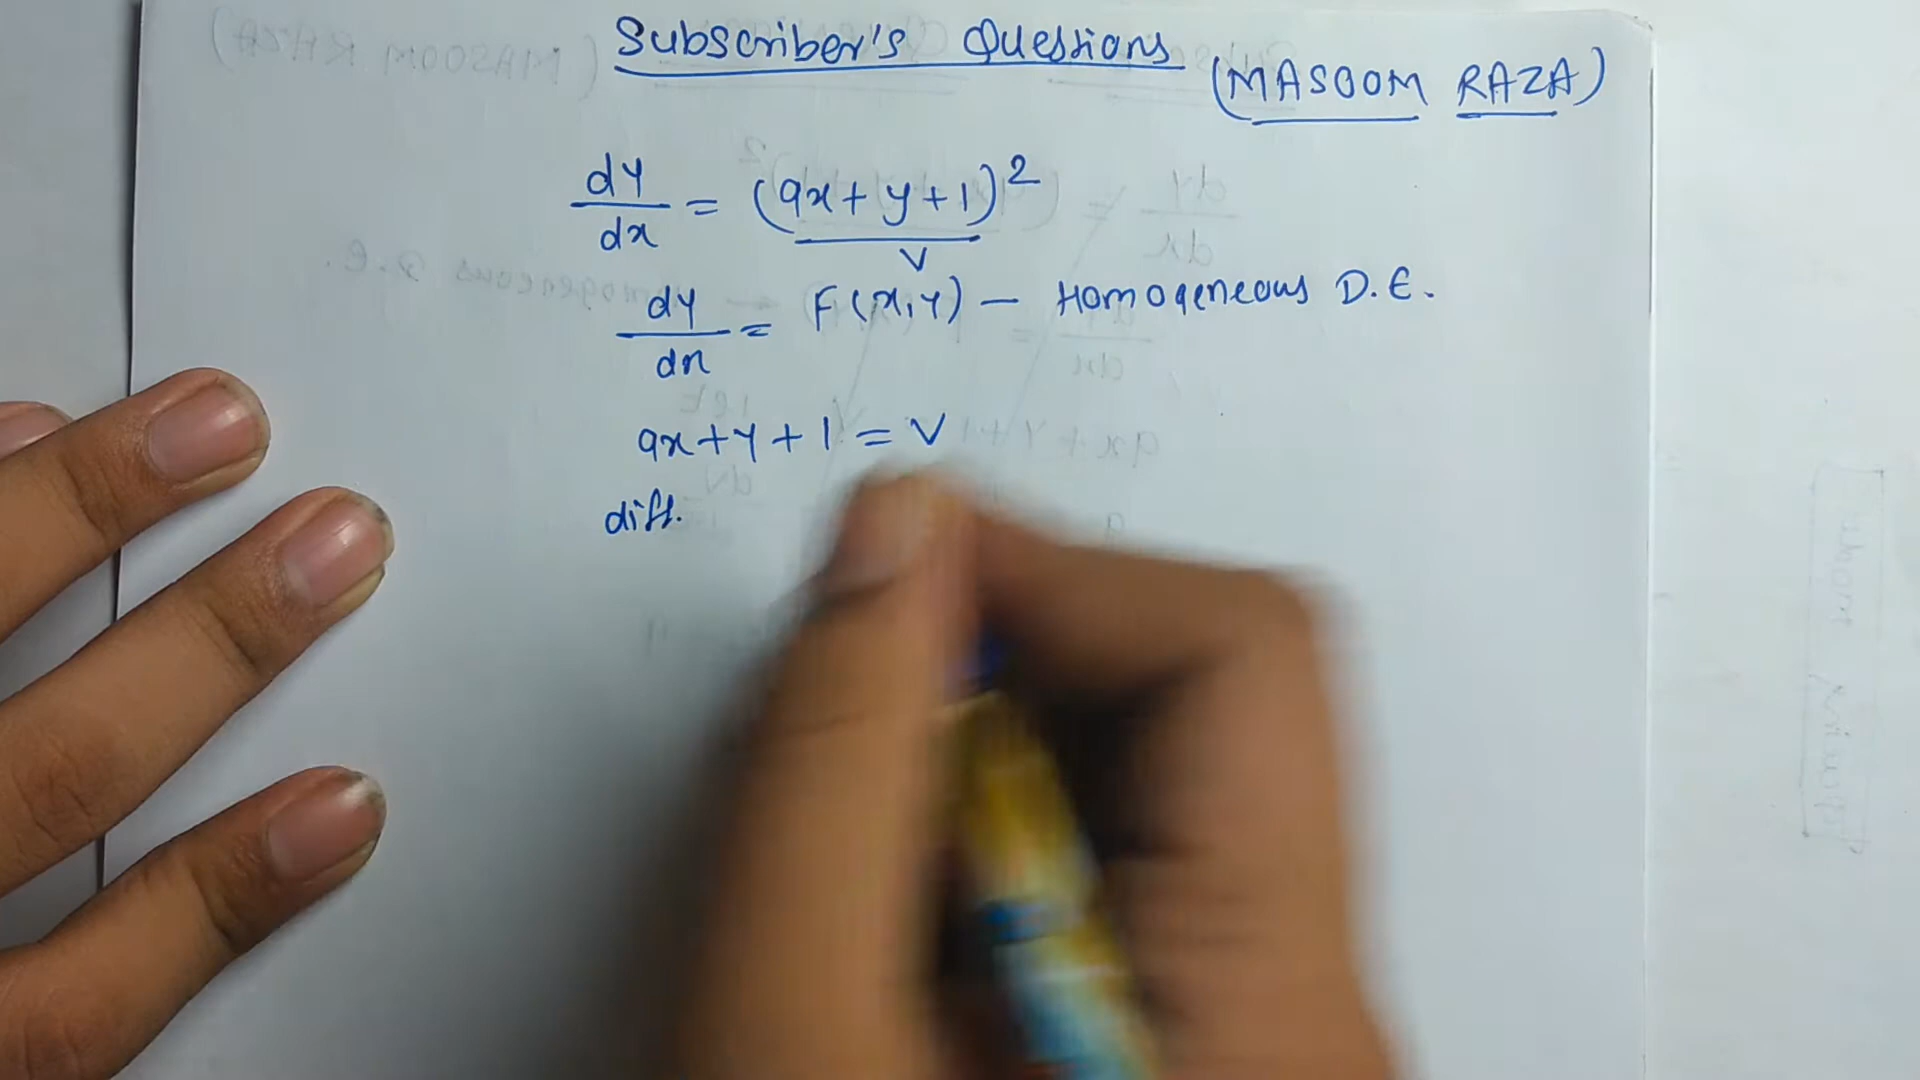 Subscriber's Questions
(MASOOM RAZA)
dy/dx = (9x+y+1)²
v
dy/dx = F(x,y) — Homogeneous D.E.
9x+y+1 = v
diff.